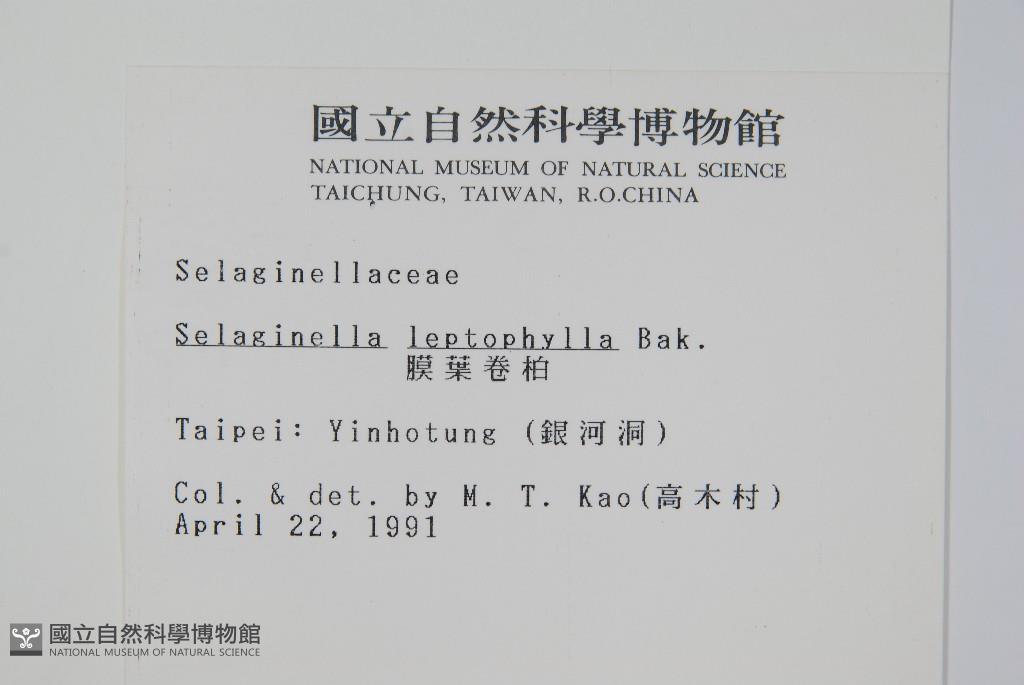 國立自然科學博物館
NATIONAL MUSEUM OF NATURAL SCIENCE
TAICHUNG, TAIWAN, R.O.CHINA
Selaginellaceae
Selaginella leptophylla Bak.
膜葉卷柏
Taipei: Yinhotung (銀河洞)
Col. & det. by M. T. Kao(高木村)
April 22, 1991
國立自然科學博物館
NATIONAL MUSEUM OF NATURAL SCIENCE